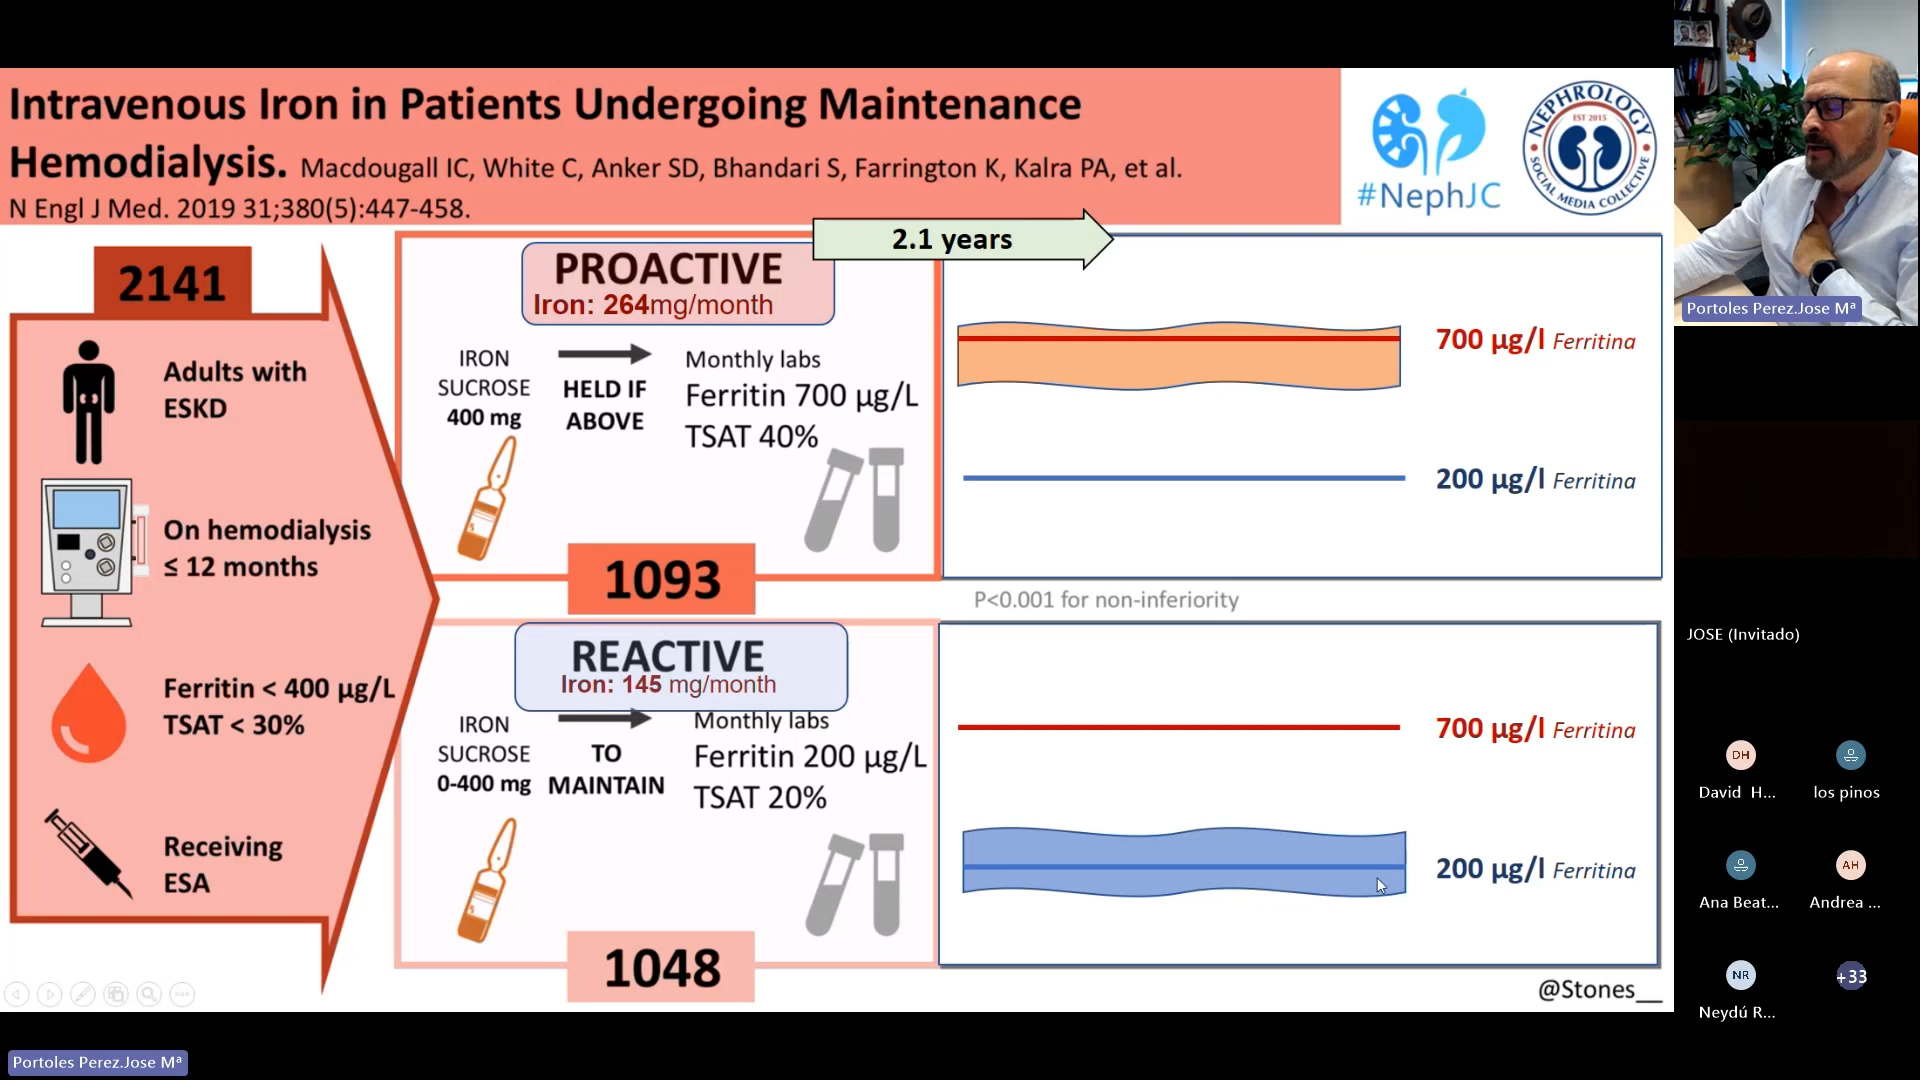 Intravenous Iron in Patients Undergoing Maintenance
Hemodialysis. Macdougall IC, White C, Anker SD, Bhandari S, Farrington K, Kalra PA, et al.
N Engl J Med. 2019 31;380(5):447-458.
#NephJC
NEPHROLOGY
EST 2015
SOCIAL MEDIA COLLECTIVE
2.1 years
2141
Adults with
ESKD
On hemodialysis
≤ 12 months
Ferritin < 400 µg/L
TSAT < 30%
Receiving
ESA
PROACTIVE
Iron: 264mg/month
IRON
SUCROSE
400 mg
HELD IF
ABOVE
Monthly labs
Ferritin 700 µg/L
TSAT 40%
1093
700 µg/l Ferritina
200 µg/l Ferritina
P<0.001 for non-inferiority
REACTIVE
Iron: 145 mg/month
IRON
SUCROSE
0-400 mg
TO
MAINTAIN
Monthly labs
Ferritin 200 µg/L
TSAT 20%
1048
700 µg/l Ferritina
200 µg/l Ferritina
@Stones__
Portoles Perez.Jose Mª
JOSE (Invitado)
DH
David H...
los pinos
Ana Beat...
AH
Andrea ...
NR
Neydú R...
+33
Portoles Perez.Jose Mª